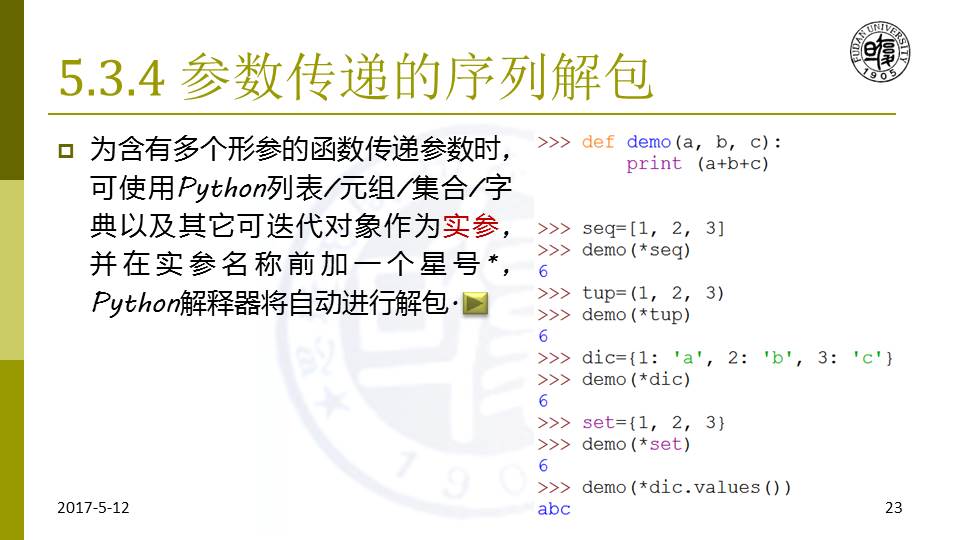 5.3.4 参数传递的序列解包
FUDAN UNIVERSITY
1905
为含有多个形参的函数传递参数时，
可使用Python列表/元组/集合/字
典以及其它可迭代对象作为实参，
并在实参名称前加一个星号*，
Python解释器将自动进行解包.
>>> def demo(a, b, c):
print (a+b+c)
>>> seq=[1, 2, 3]
>>> demo(*seq)
6
>>> tup=(1, 2, 3)
>>> demo(*tup)
6
>>> dic={1: 'a', 2: 'b', 3: 'c'}
>>> demo(*dic)
6
>>> set={1, 2, 3}
>>> demo(*set)
6
>>> demo(*dic.values())
abc
2017-5-12
23